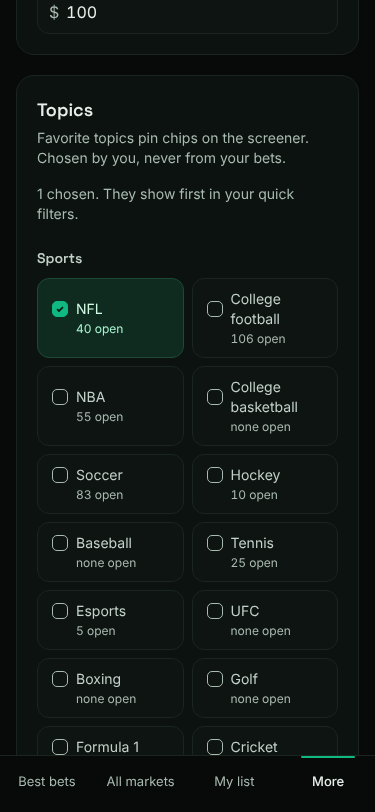 $ 100
Topics
Favorite topics pin chips on the screener.
Chosen by you, never from your bets.
1 chosen. They show first in your quick
filters.
Sports
NFL
40 open
College
football
106 open
NBA
55 open
College
basketball
none open
Soccer
83 open
Hockey
10 open
Baseball
none open
Tennis
25 open
Esports
5 open
UFC
none open
Boxing
none open
Golf
none open
Formula 1
Cricket
Best bets
All markets
My list
More